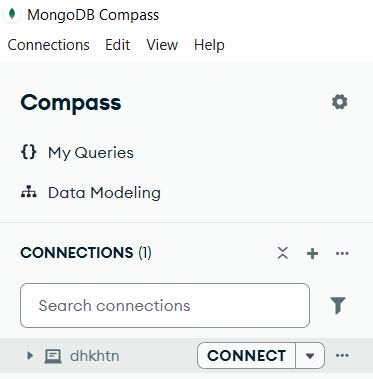 MongoDB Compass
Connections Edit View Help
Compass
{} My Queries
Data Modeling
CONNECTIONS (1)
Search connections
dhkhtn CONNECT